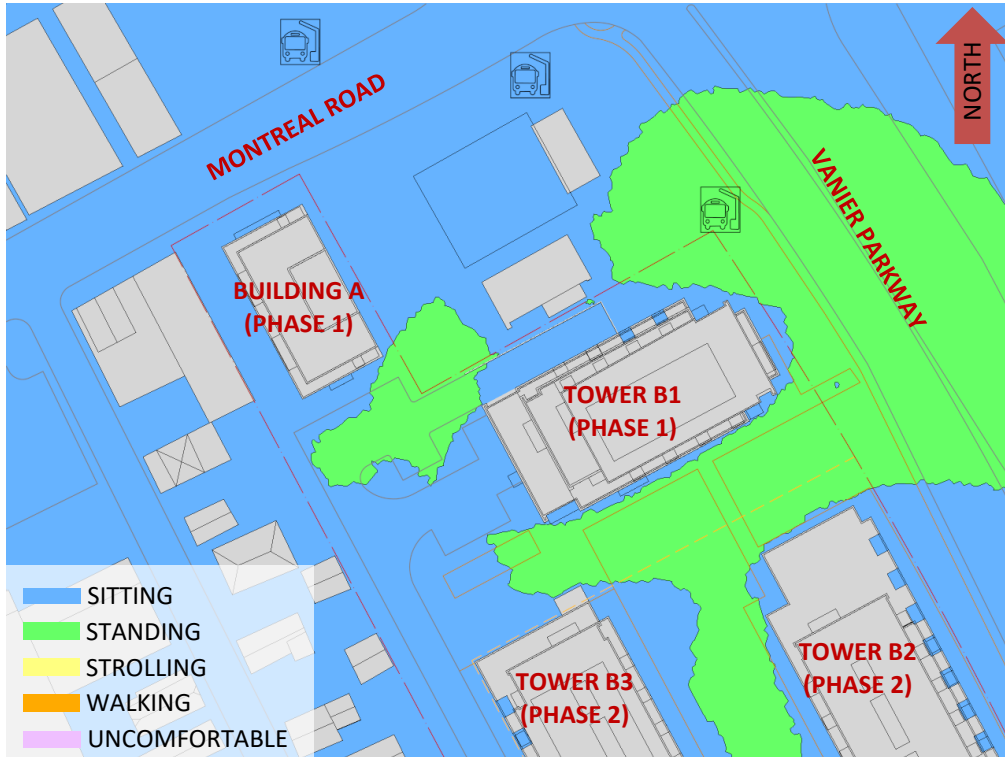 NORTH
MONTREAL ROAD
VANIER PARKWAY
BUILDING A
(PHASE 1)
TOWER B1
(PHASE 1)
TOWER B2
(PHASE 2)
TOWER B3
(PHASE 2)
SITTING
STANDING
STROLLING
WALKING
UNCOMFORTABLE